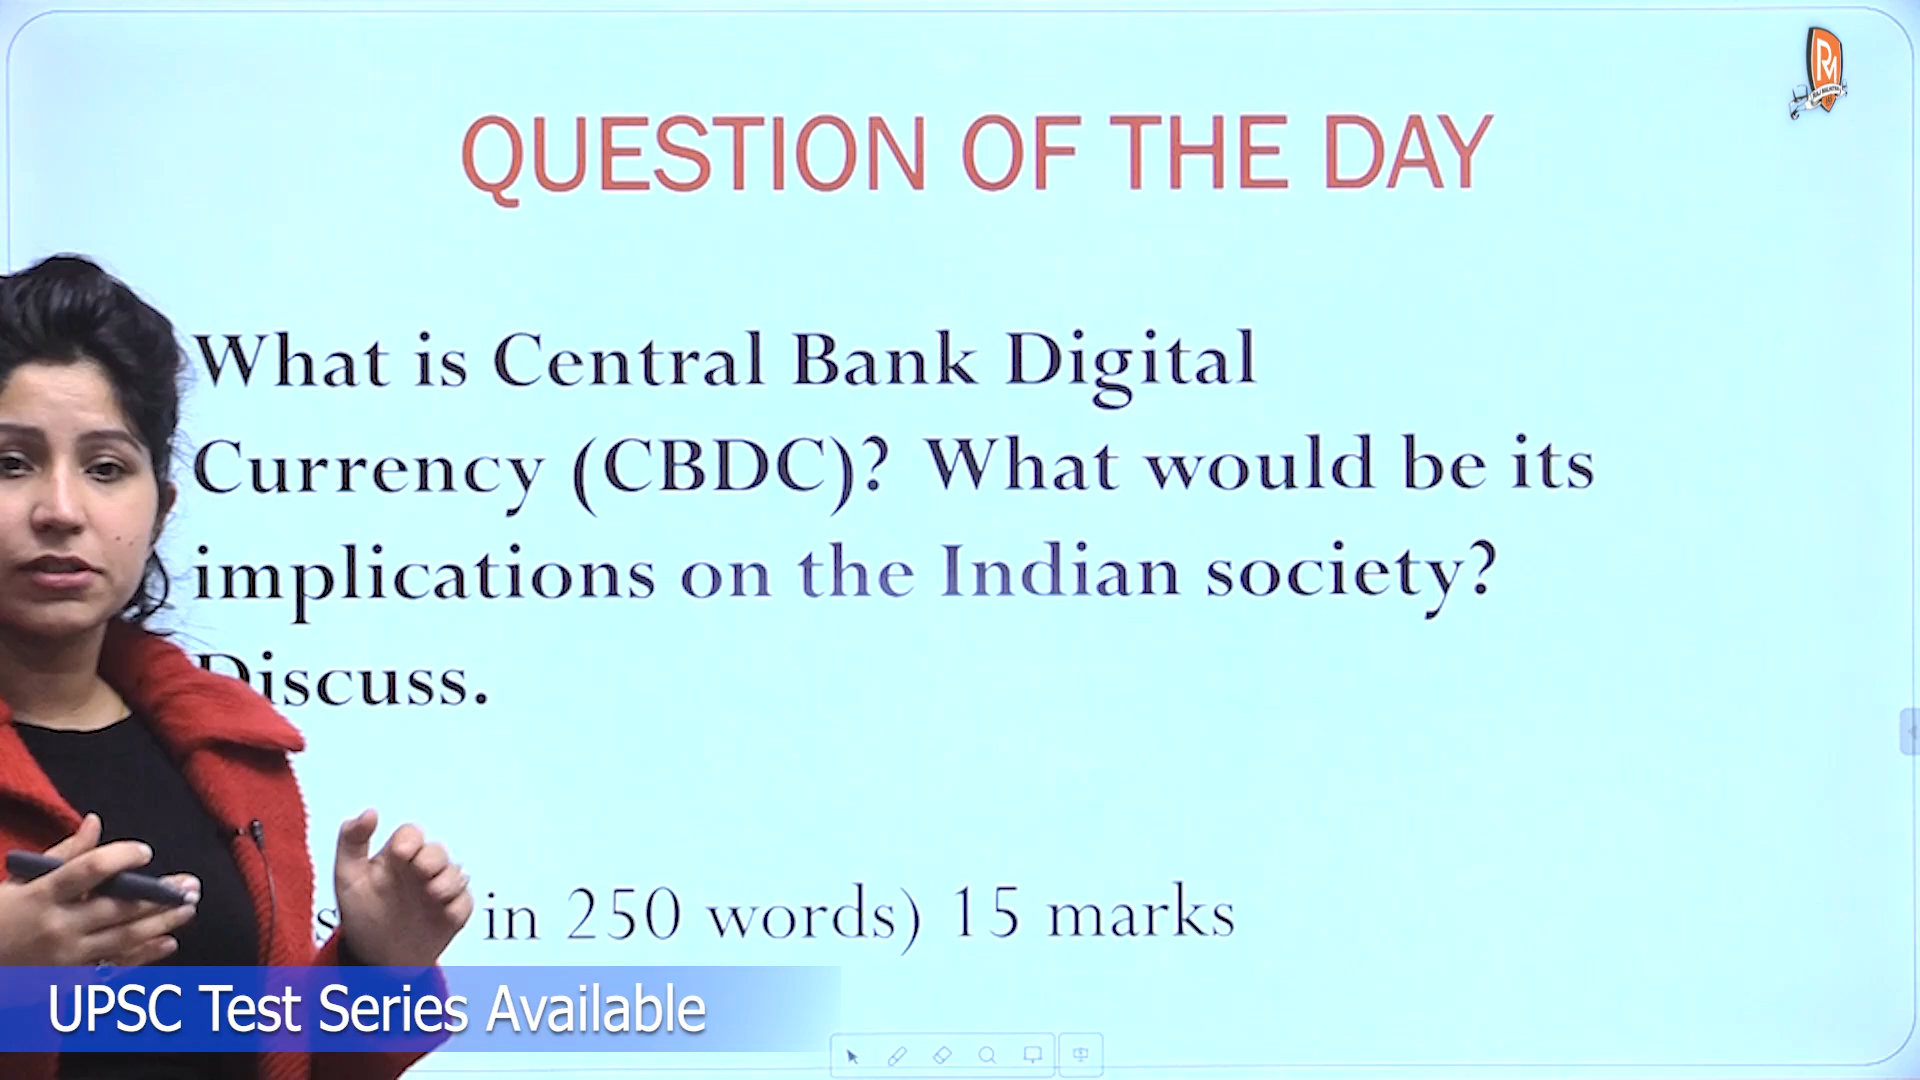 QUESTION OF THE DAY
What is Central Bank Digital
Currency (CBDC)? What would be its
implications on the Indian society?
Discuss.
in 250 words) 15 marks
UPSC Test Series Available